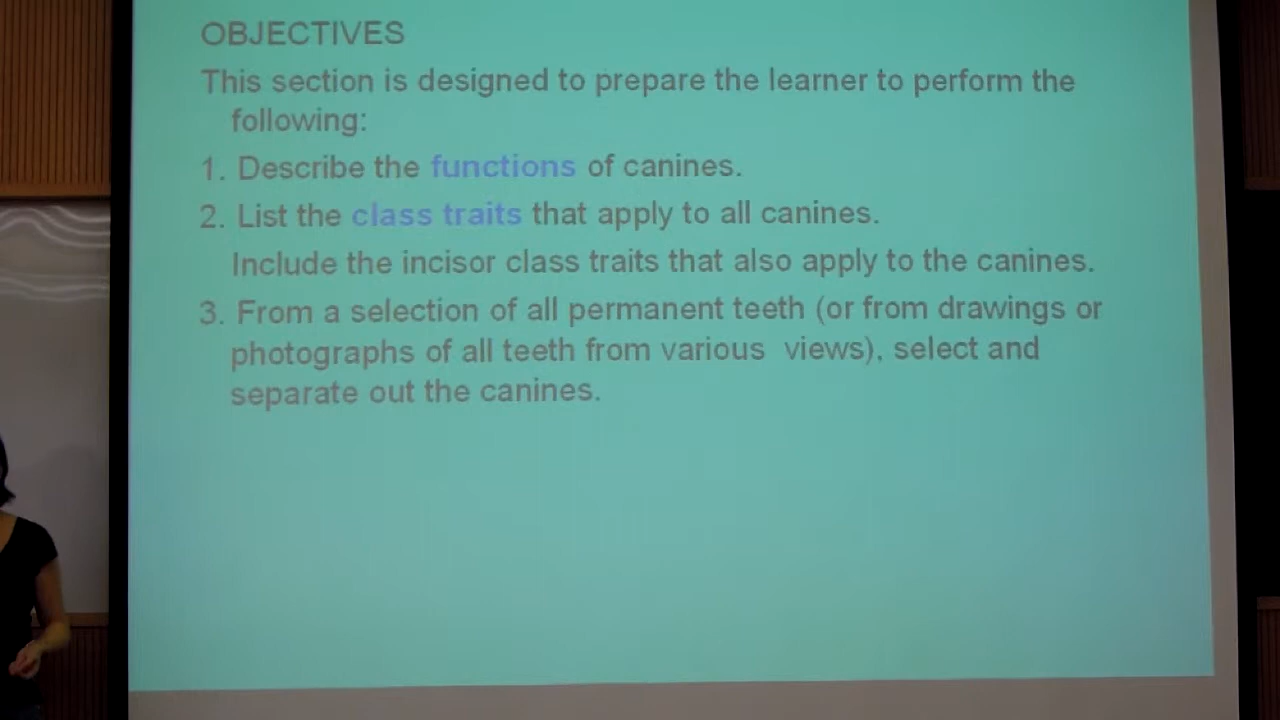 OBJECTIVES
This section is designed to prepare the learner to perform the
following:
1. Describe the functions of canines.
2. List the class traits that apply to all canines.
Include the incisor class traits that also apply to the canines.
3. From a selection of all permanent teeth (or from drawings or
photographs of all teeth from various views), select and
separate out the canines.